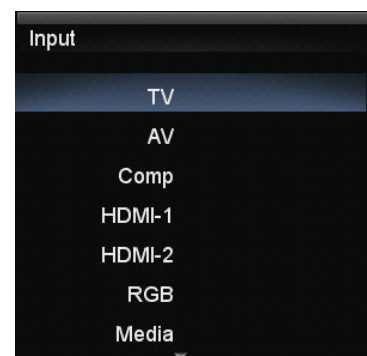 Input
TV
AV
Comp
HDMI-1
HDMI-2
RGB
Media